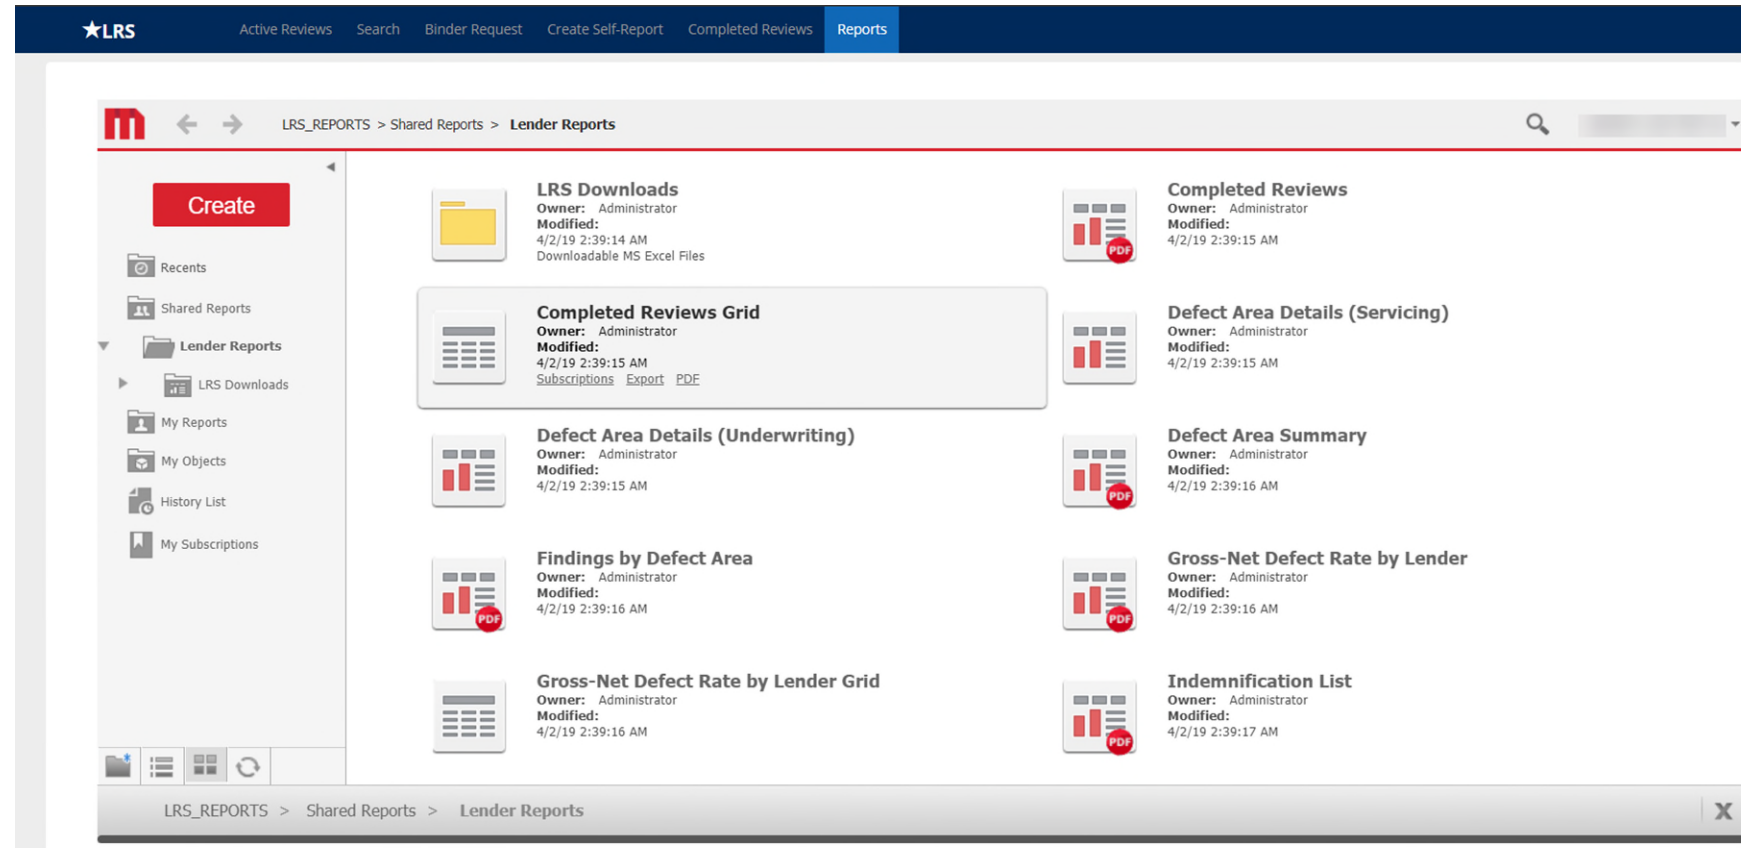 ★LRS Active Reviews Search Binder Request Create Self-Report Completed Reviews Reports
LRS_REPORTS > Shared Reports > Lender Reports
Create
Recents
Shared Reports
Lender Reports
LRS Downloads
My Reports
My Objects
History List
My Subscriptions
LRS Downloads
Owner: Administrator
Modified:
4/2/19 2:39:14 AM
Downloadable MS Excel Files
Completed Reviews
Owner: Administrator
Modified:
4/2/19 2:39:15 AM
PDF
Completed Reviews Grid
Owner: Administrator
Modified:
4/2/19 2:39:15 AM
Subscriptions Export PDF
Defect Area Details (Servicing)
Owner: Administrator
Modified:
4/2/19 2:39:15 AM
Defect Area Details (Underwriting)
Owner: Administrator
Modified:
4/2/19 2:39:15 AM
Defect Area Summary
Owner: Administrator
Modified:
4/2/19 2:39:16 AM
PDF
Findings by Defect Area
Owner: Administrator
Modified:
4/2/19 2:39:16 AM
PDF
Gross-Net Defect Rate by Lender
Owner: Administrator
Modified:
4/2/19 2:39:16 AM
PDF
Gross-Net Defect Rate by Lender Grid
Owner: Administrator
Modified:
4/2/19 2:39:16 AM
Indemnification List
Owner: Administrator
Modified:
4/2/19 2:39:17 AM
PDF
LRS_REPORTS > Shared Reports > Lender Reports X